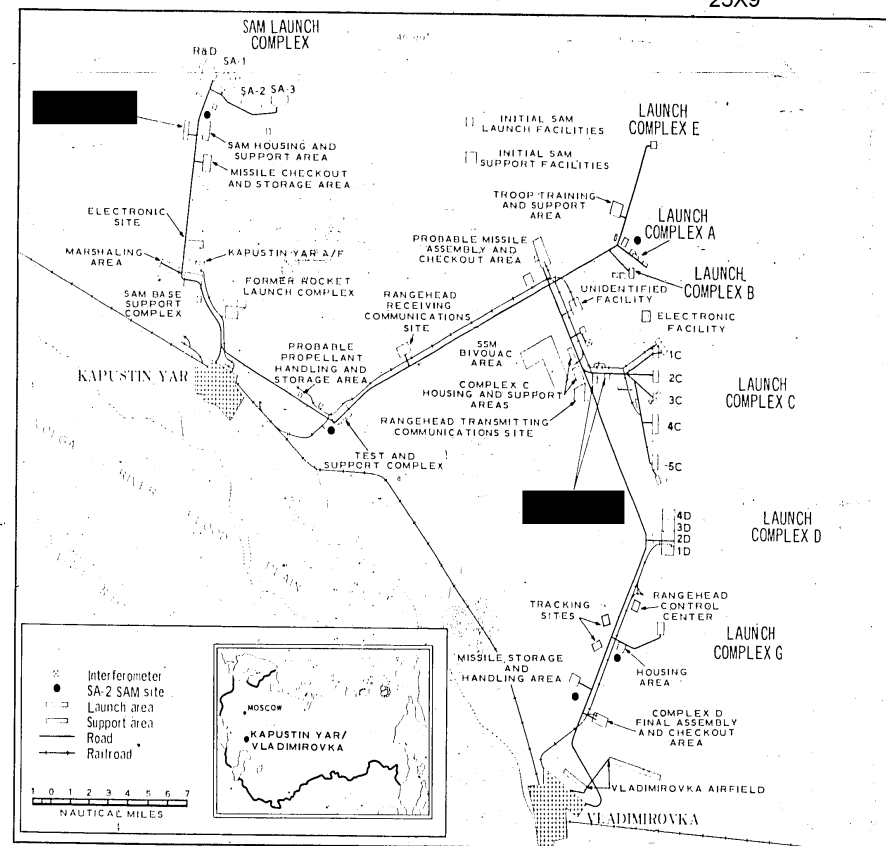 25X9
SAM LAUNCH
COMPLEX
R&D
SA-1
SA-2 SA-3
SAM HOUSING AND
SUPPORT AREA
MISSILE CHECKOUT
AND STORAGE AREA
ELECTRONIC
SITE
MARSHALING
AREA
KAPUSTIN YAR A/F
SAM BASE
SUPPORT
COMPLEX
FORMER ROCKET
LAUNCH COMPLEX
KAPUSTIN YAR
PROBABLE
PROPELLANT
HANDLING AND
STORAGE AREA
RANGEHEAD
RECEIVING
COMMUNICATIONS
SITE
TEST AND
SUPPORT COMPLEX
INITIAL SAM
LAUNCH FACILITIES
INITIAL SAM
SUPPORT FACILITIES
LAUNCH
COMPLEX E
TROOP TRAINING
AND SUPPORT
AREA
LAUNCH
COMPLEX A
PROBABLE MISSILE
ASSEMBLY AND
CHECKOUT AREA
LAUNCH
COMPLEX B
UNIDENTIFIED
FACILITY
ELECTRONIC
FACILITY
SSM
BIVOUAC
AREA
COMPLEX C
HOUSING AND SUPPORT
AREAS
RANGEHEAD TRANSMITTING
COMMUNICATIONS SITE
1C
2C
3C
4C
5C
LAUNCH
COMPLEX C
4D
3D
2D
1D
LAUNCH
COMPLEX D
RANGEHEAD
CONTROL
CENTER
TRACKING
SITES
LAUNCH
COMPLEX G
HOUSING
AREA
MISSILE STORAGE
AND
HANDLING AREA
COMPLEX D
FINAL ASSEMBLY
AND CHECKOUT
AREA
VLADIMIROVKA AIRFIELD
VLADIMIROVKA
VOLGA
RIVER
FLOOD
PLAIN
Interferometer
SA-2 SAM site
Launch area
Support area
Road
Railroad
1 0 1 2 3 4 5 6 7
NAUTICAL MILES
MOSCOW
KAPUSTIN YAR/
VLADIMIROVKA